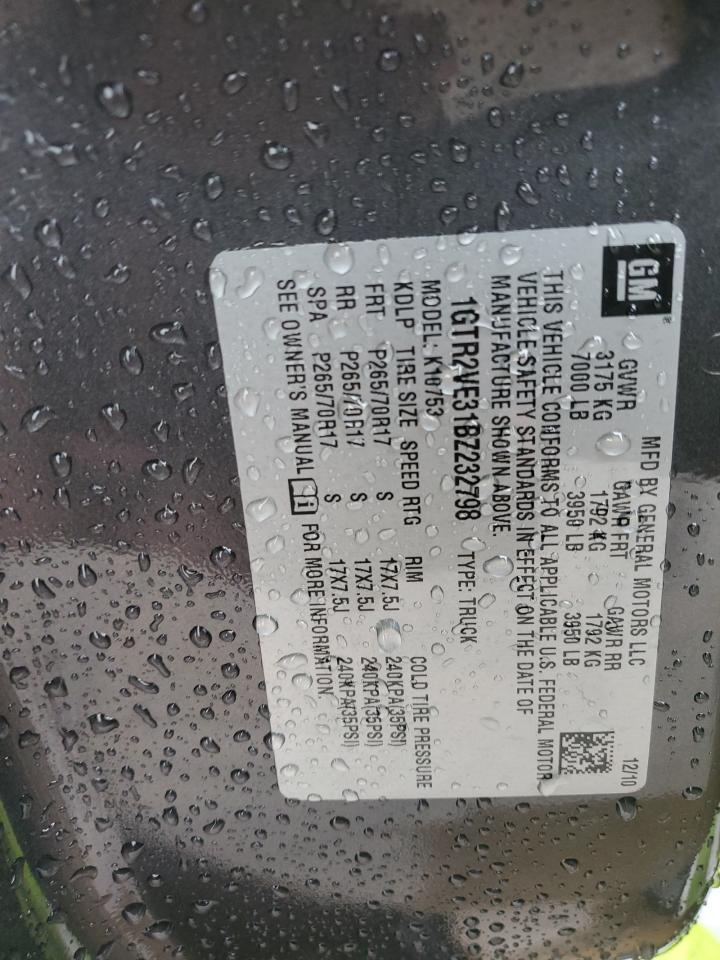 GM®
MFD BY GENERAL MOTORS LLC 12/10
GVWR GAWR FRT GAWR RR
3175 KG 1792 KG 1792 KG
7000 LB 3950 LB 3950 LB
THIS VEHICLE CONFORMS TO ALL APPLICABLE U.S. FEDERAL MOTOR
VEHICLE SAFETY STANDARDS IN EFFECT ON THE DATE OF
MANUFACTURE SHOWN ABOVE.
1GTR2VE31BZ232798 TYPE: TRUCK
MODEL: K10753
XDLP TIRE SIZE SPEED RTG RIM COLD TIRE PRESSURE
FRT P265/70R17 S 17X7.5J 240KPA(35PSI)
RR P265/70R17 S 17X7.5J 240KPA(35PSI)
SPA P265/70R17 S 17X7.5J 240KPA(35PSI)
SEE OWNER'S MANUAL i FOR MORE INFORMATION